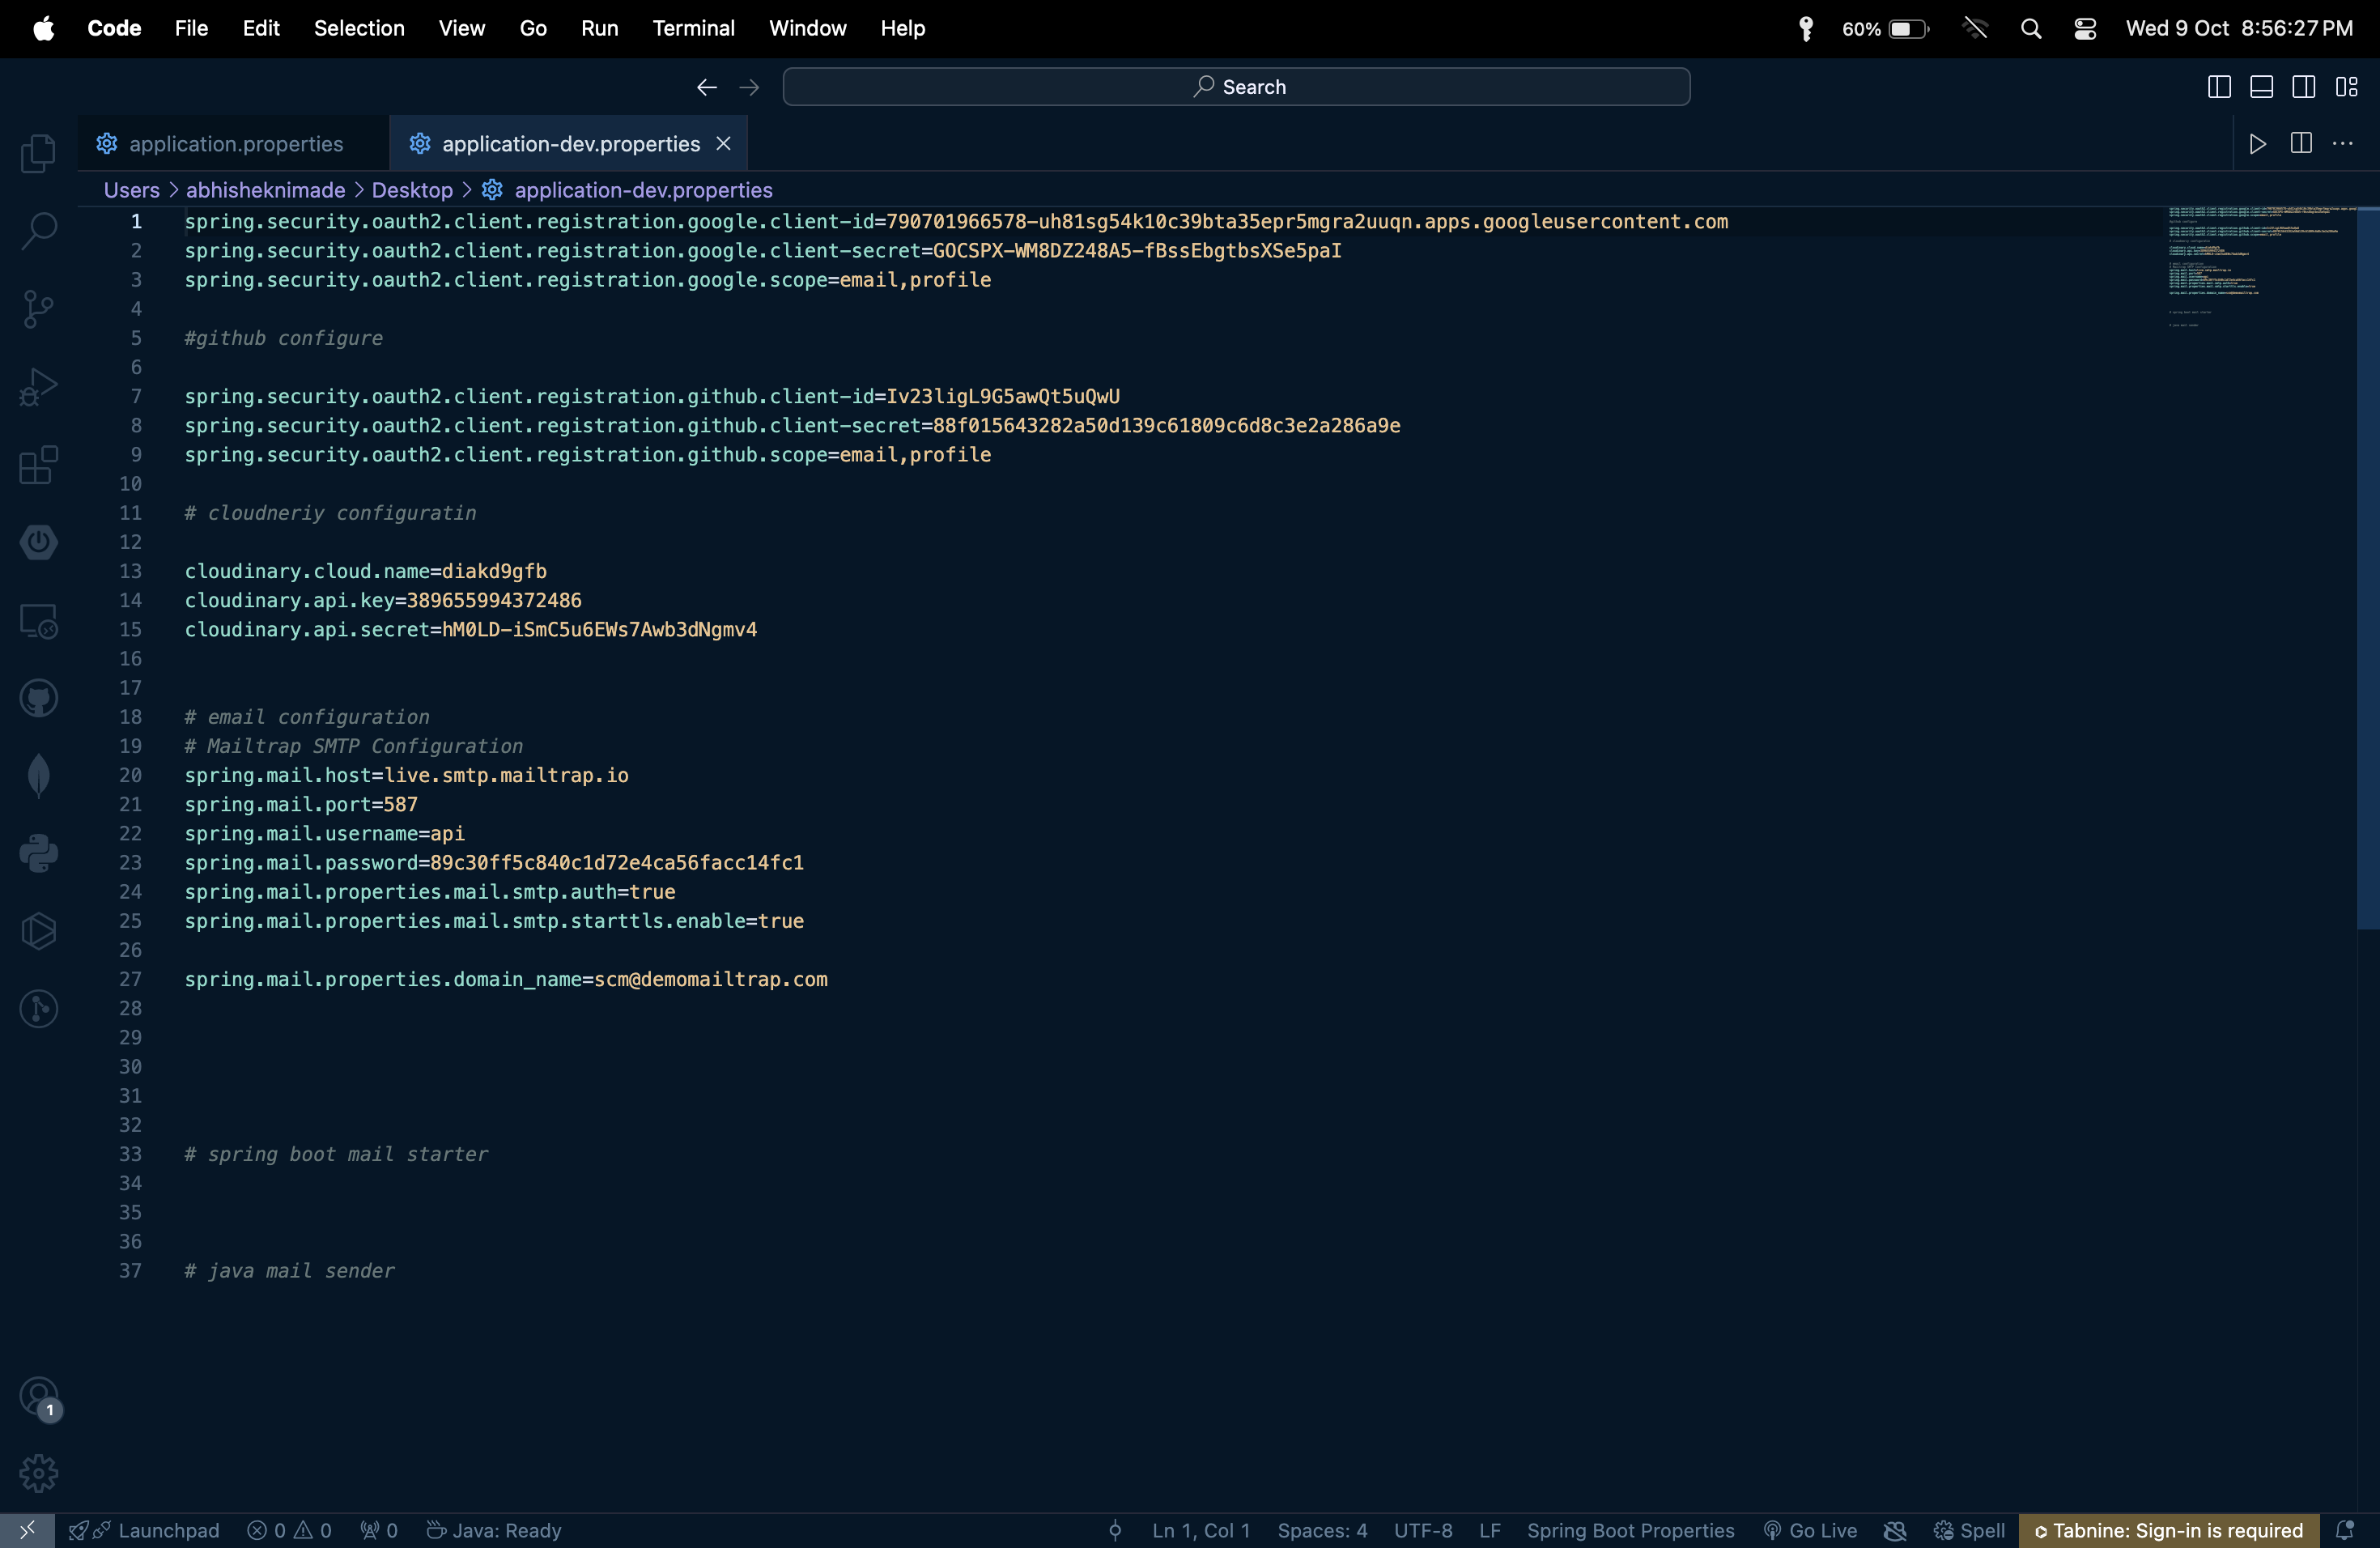 Code File Edit Selection View Go Run Terminal Window Help 60% Wed 9 Oct 8:56:27 PM
Search
application.properties application-dev.properties
Users > abhisheknimade > Desktop > application-dev.properties
1 spring.security.oauth2.client.registration.google.client-id=790701966578-uh81sg54k10c39bta35epr5mgra2uuqn.apps.googleusercontent.com
2 spring.security.oauth2.client.registration.google.client-secret=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
3 spring.security.oauth2.client.registration.google.scope=email,profile
4
5 #github configure
6
7 spring.security.oauth2.client.registration.github.client-id=Iv23ligL9G5awQt5uQwU
8 spring.security.oauth2.client.registration.github.client-secret=88f015643282a50d139c61809c6d8c3e2a286a9e
9 spring.security.oauth2.client.registration.github.scope=email,profile
10
11 # cloudneriy configuratin
12
13 cloudinary.cloud.name=diakd9gfb
14 cloudinary.api.key=389655994372486
15 cloudinary.api.secret=hM0LD-iSmC5u6EWs7Awb3dNgmv4
16
17
18 # email configuration
19 # Mailtrap SMTP Configuration
20 spring.mail.host=live.smtp.mailtrap.io
21 spring.mail.port=587
22 spring.mail.username=api
23 spring.mail.password=89c30ff5c840c1d72e4ca56facc14fc1
24 spring.mail.properties.mail.smtp.auth=true
25 spring.mail.properties.mail.smtp.starttls.enable=true
26
27 spring.mail.properties.domain_name=scm@demomailtrap.com
28
29
30
31
32
33 # spring boot mail starter
34
35
36
37 # java mail sender
1
Launchpad 0 0 0 Java: Ready Ln 1, Col 1 Spaces: 4 UTF-8 LF Spring Boot Properties Go Live Spell Tabnine: Sign-in is required